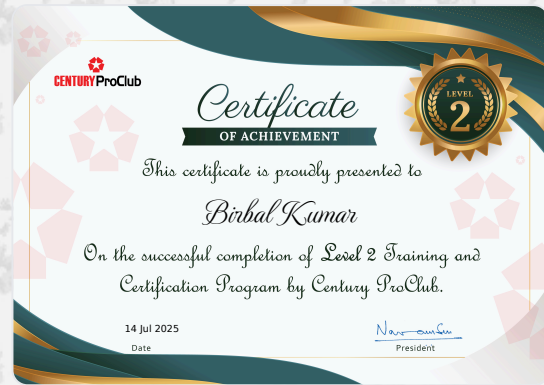 CENTURY ProClub
Certificate
OF ACHIEVEMENT
LEVEL
2
This certificate is proudly presented to
Birbal Kumar
On the successful completion of Level 2 Training and
Certification Program by Century ProClub.
14 Jul 2025
Date
President